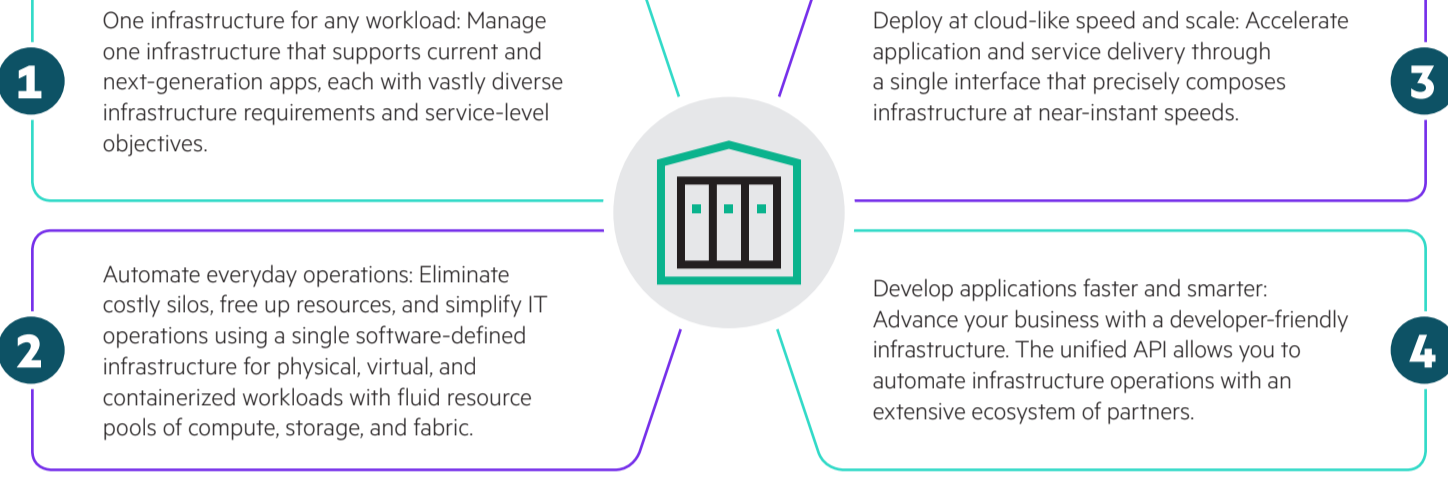 1
One infrastructure for any workload: Manage
one infrastructure that supports current and
next-generation apps, each with vastly diverse
infrastructure requirements and service-level
objectives.
2
Automate everyday operations: Eliminate
costly silos, free up resources, and simplify IT
operations using a single software-defined
infrastructure for physical, virtual, and
containerized workloads with fluid resource
pools of compute, storage, and fabric.
3
Deploy at cloud-like speed and scale: Accelerate
application and service delivery through
a single interface that precisely composes
infrastructure at near-instant speeds.
4
Develop applications faster and smarter:
Advance your business with a developer-friendly
infrastructure. The unified API allows you to
automate infrastructure operations with an
extensive ecosystem of partners.